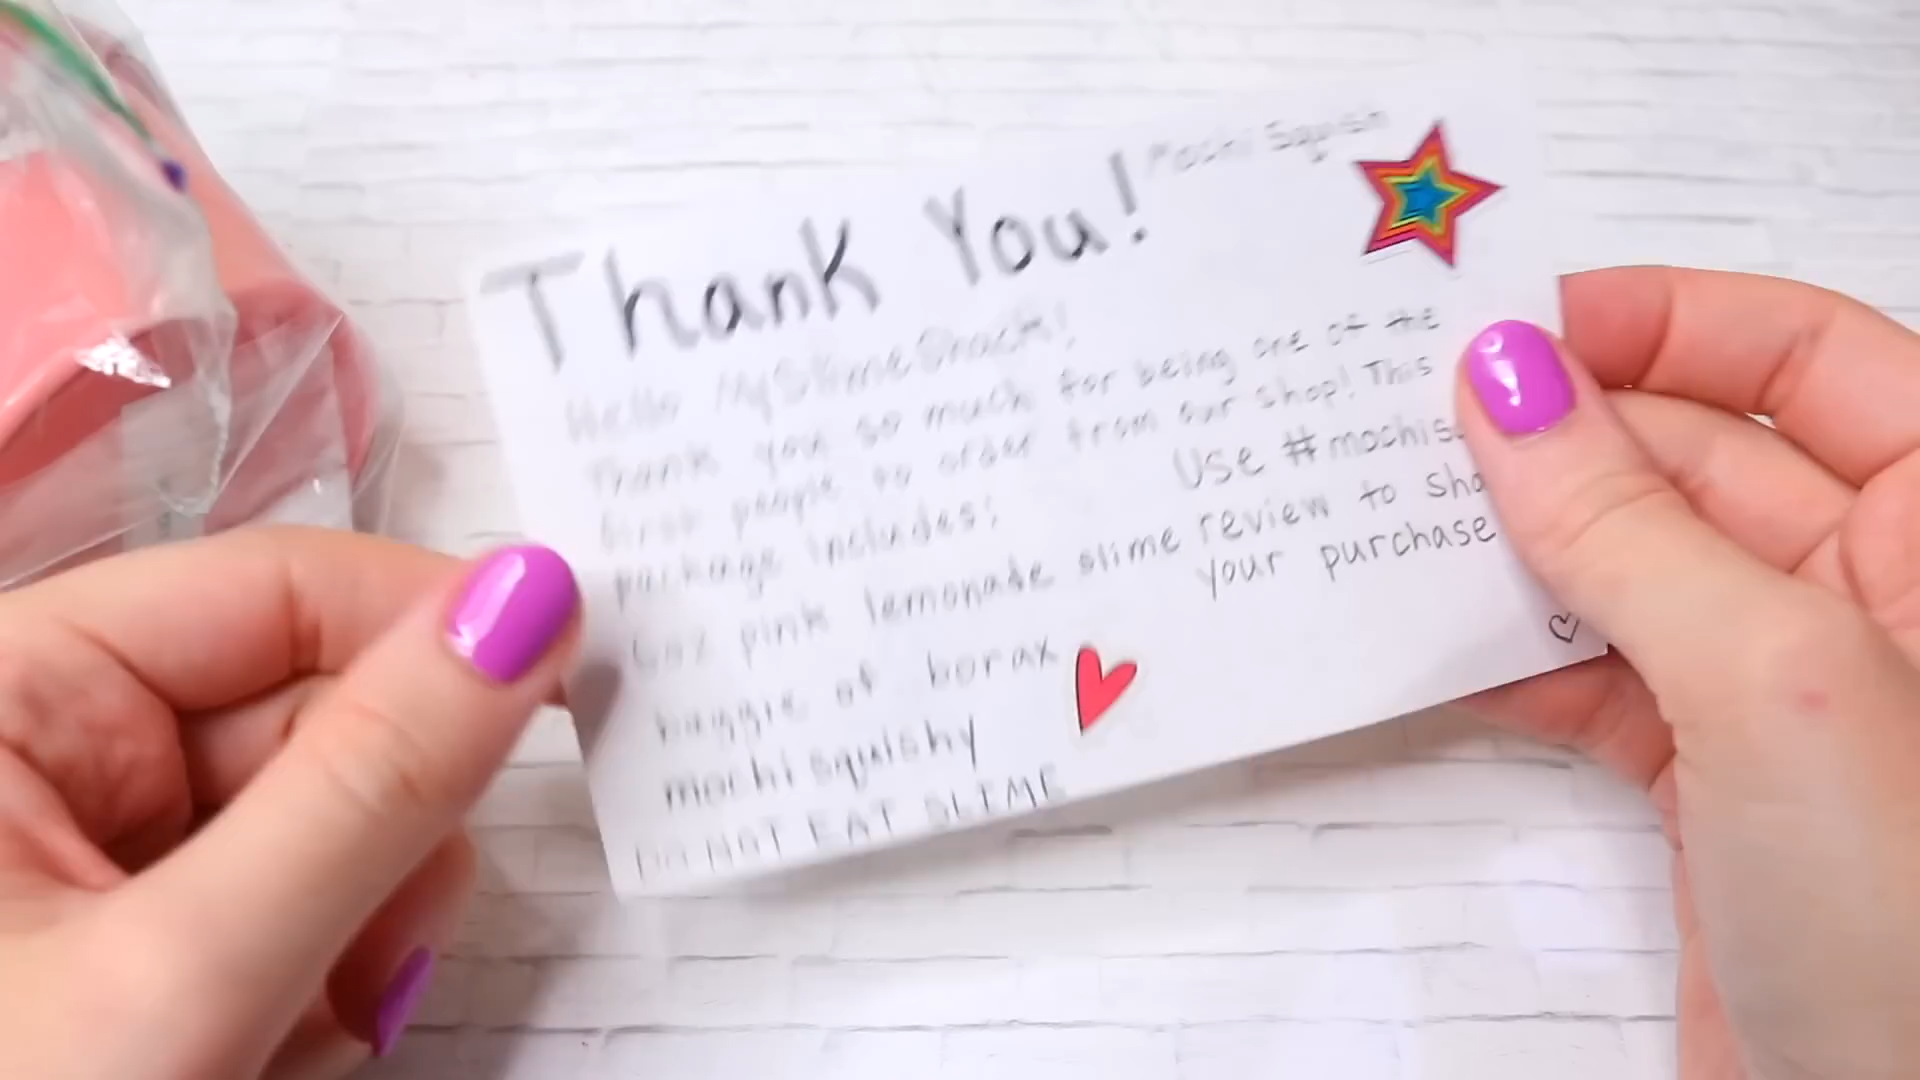 Thank You! Mochi Squish
Hello MySlimeShack!
Thank you so much for being one of the
first people to order from our shop! This
package includes:
6oz pink lemonade slime
baggie of borax
mochi squishy
DO NOT EAT SLIME
Use #mochis
review to sha
your purchase